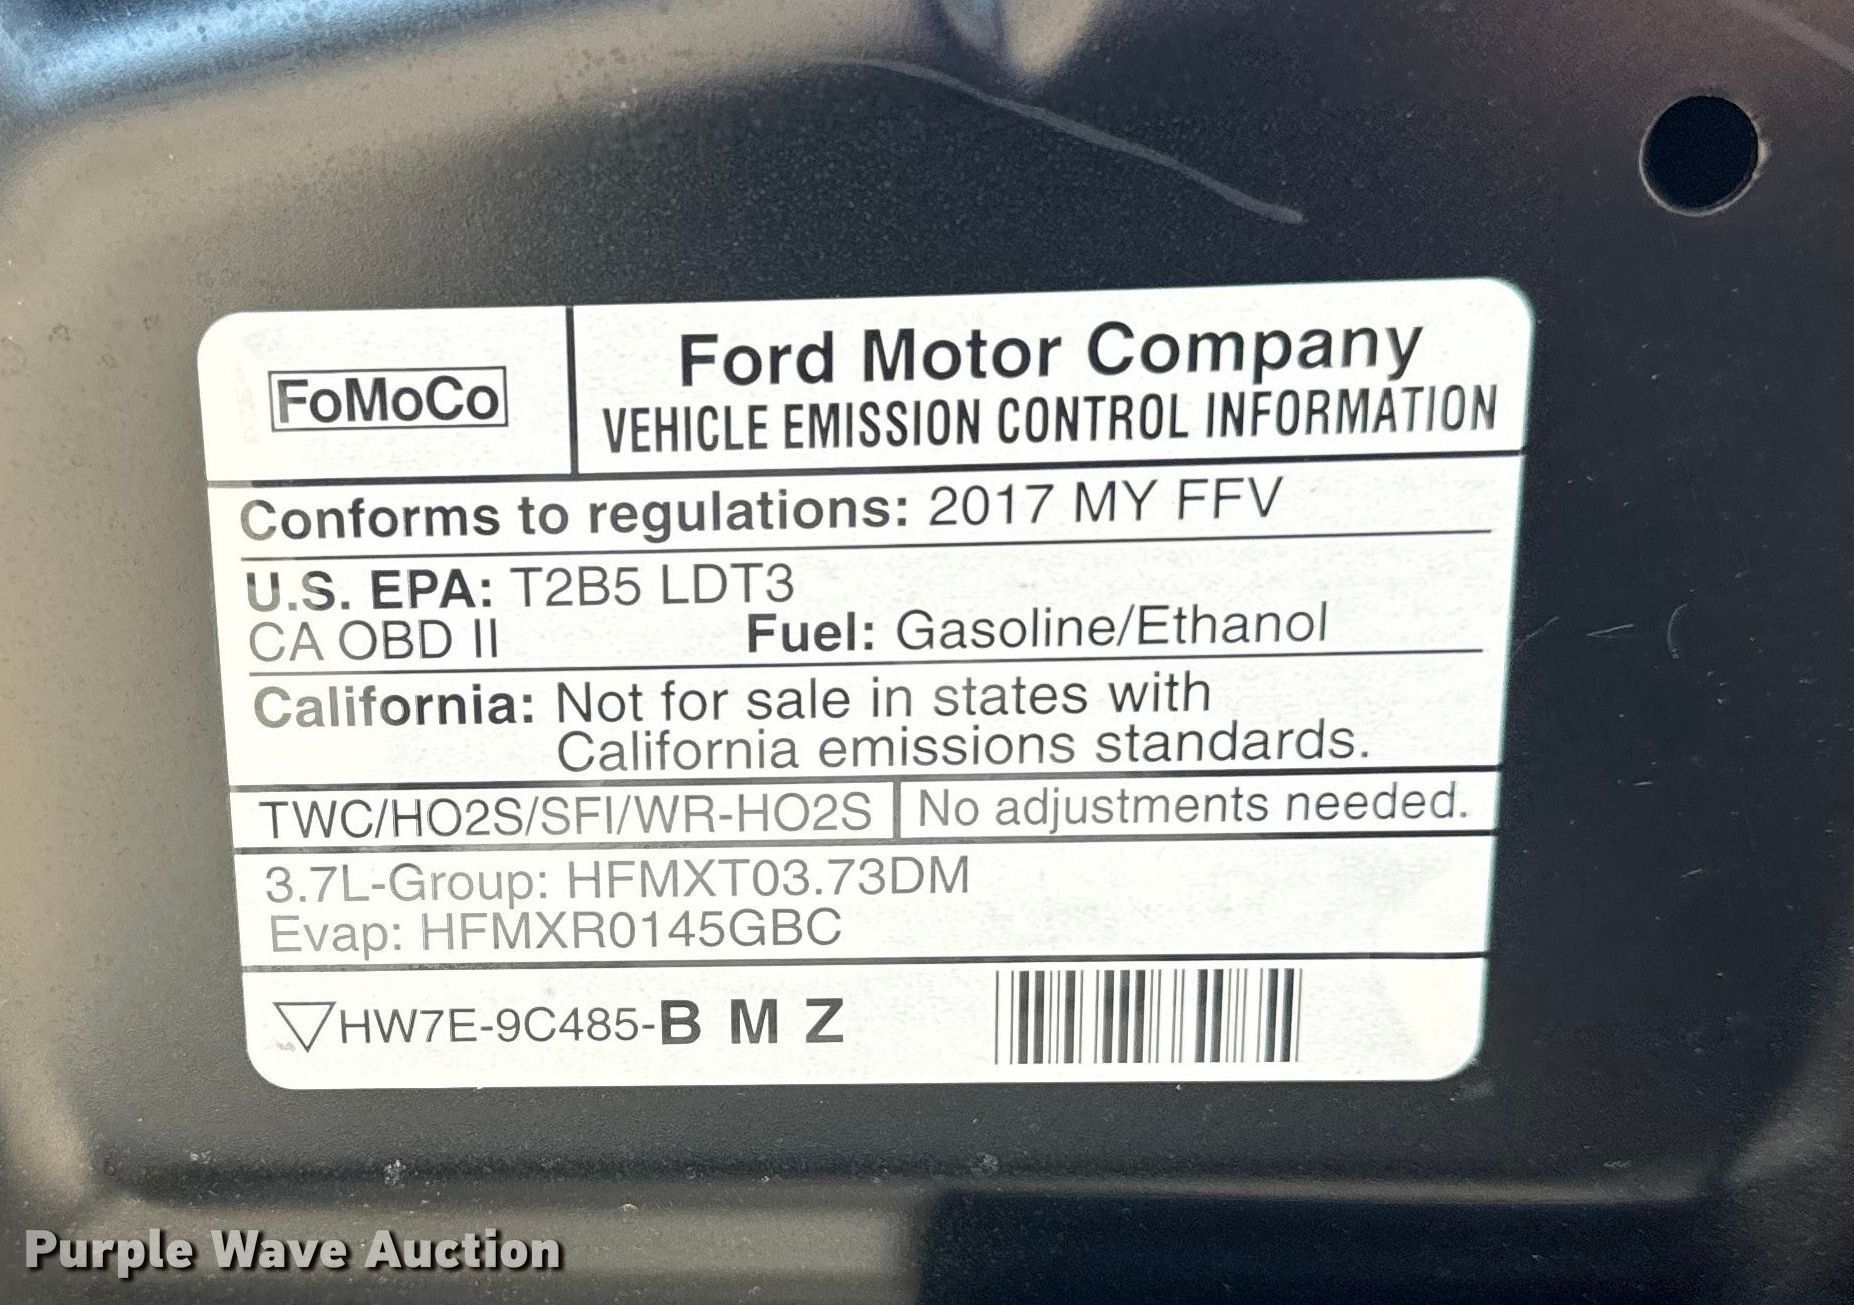 FoMoCo
Ford Motor Company
VEHICLE EMISSION CONTROL INFORMATION
Conforms to regulations: 2017 MY FFV
U.S. EPA: T2B5 LDT3
CA OBD II Fuel: Gasoline/Ethanol
California: Not for sale in states with
California emissions standards.
TWC/HO2S/SFI/WR-HO2S No adjustments needed.
3.7L-Group: HFMXT03.73DM
Evap: HFMXR0145GBC
▽HW7E-9C485-B M Z
Purple Wave Auction